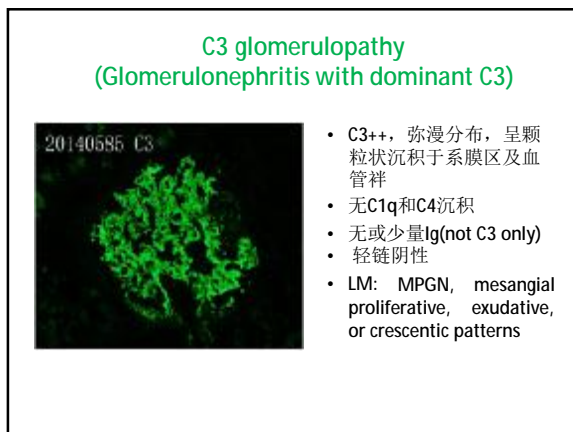 C3 glomerulopathy
(Glomerulonephritis with dominant C3)
20140585 C3
• C3++，弥漫分布，呈颗
粒状沉积于系膜区及血
管袢
• 无C1q和C4沉积
• 无或少量Ig(not C3 only)
• 轻链阴性
• LM: MPGN, mesangial
proliferative, exudative,
or crescentic patterns